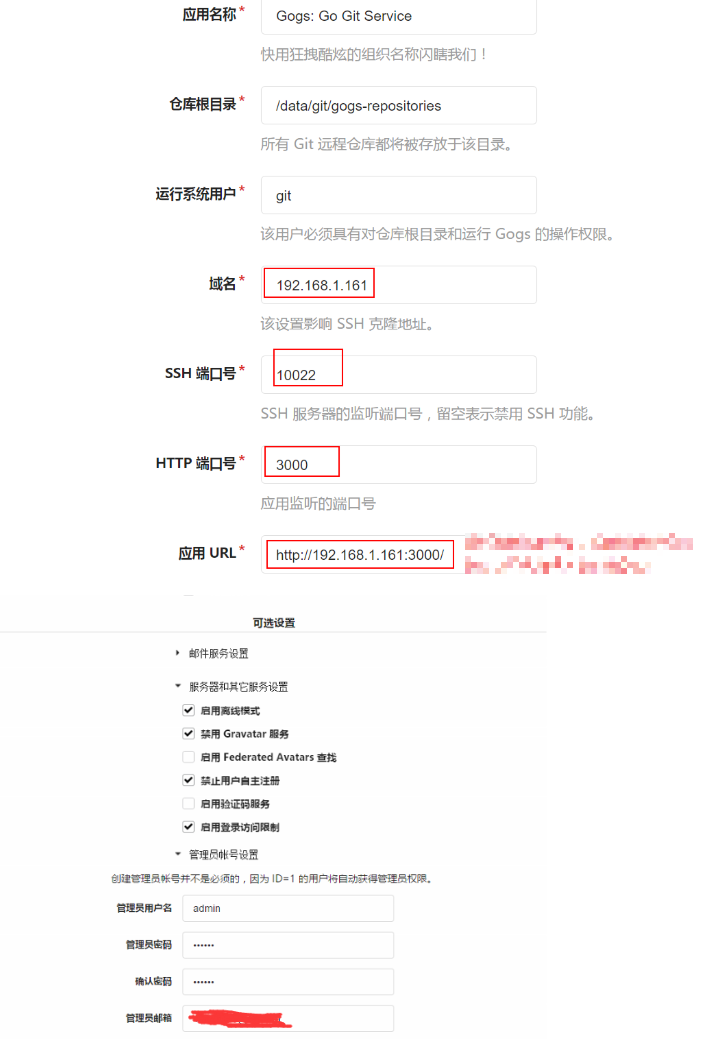 应用名称*
Gogs: Go Git Service
快用狂拽酷炫的组织名称闪瞎我们！
仓库根目录*
/data/git/gogs-repositories
所有 Git 远程仓库都将被存放于该目录。
运行系统用户*
git
该用户必须具有对仓库根目录和运行 Gogs 的操作权限。
域名*
192.168.1.161
该设置影响 SSH 克隆地址。
SSH 端口号*
10022
SSH 服务器的监听端口号，留空表示禁用 SSH 功能。
HTTP 端口号*
3000
应用监听的端口号
应用 URL*
http://192.168.1.161:3000/
可选设置
邮件服务设置
服务器和其它服务设置
启用离线模式
禁用 Gravatar 服务
启用 Federated Avatars 查找
禁止用户自主注册
启用验证码服务
启用登录访问限制
管理员帐号设置
创建管理员帐号并不是必须的，因为 ID=1 的用户将自动获得管理员权限。
管理员用户名
admin
管理员密码
••••••
确认密码
••••••
管理员邮箱